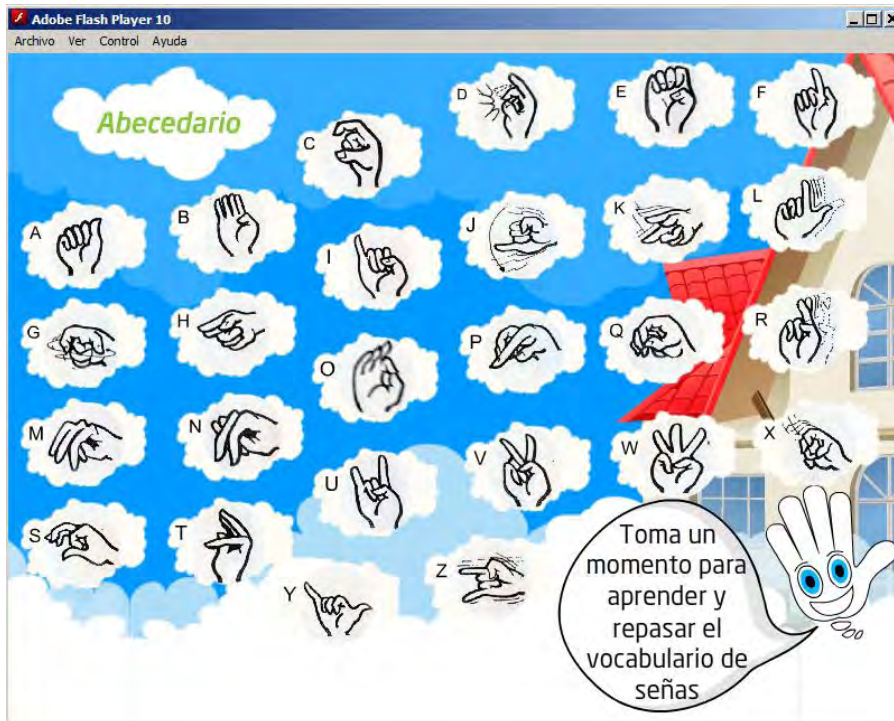 Adobe Flash Player 10
Archivo Ver Control Ayuda
Abecedario
A
B
C
D
E
F
G
H
I
J
K
L
M
N
O
P
Q
R
S
T
U
V
W
X
Y
Z
Toma un
momento para
aprender y
repasar el
vocabulario de
señas